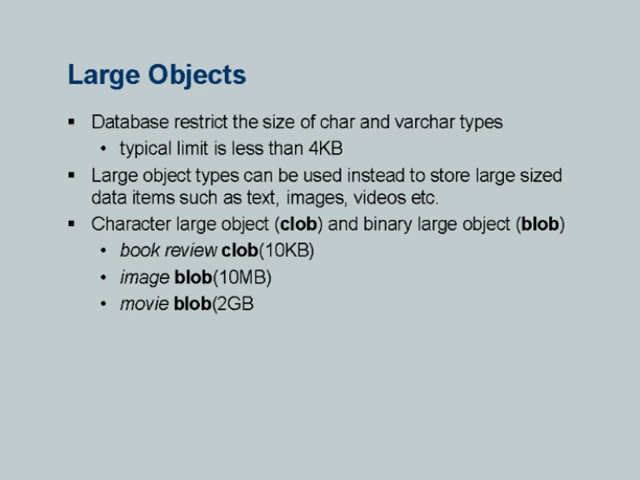 Large Objects
▪ Database restrict the size of char and varchar types
• typical limit is less than 4KB
▪ Large object types can be used instead to store large sized
data items such as text, images, videos etc.
▪ Character large object (clob) and binary large object (blob)
• book review clob(10KB)
• image blob(10MB)
• movie blob(2GB